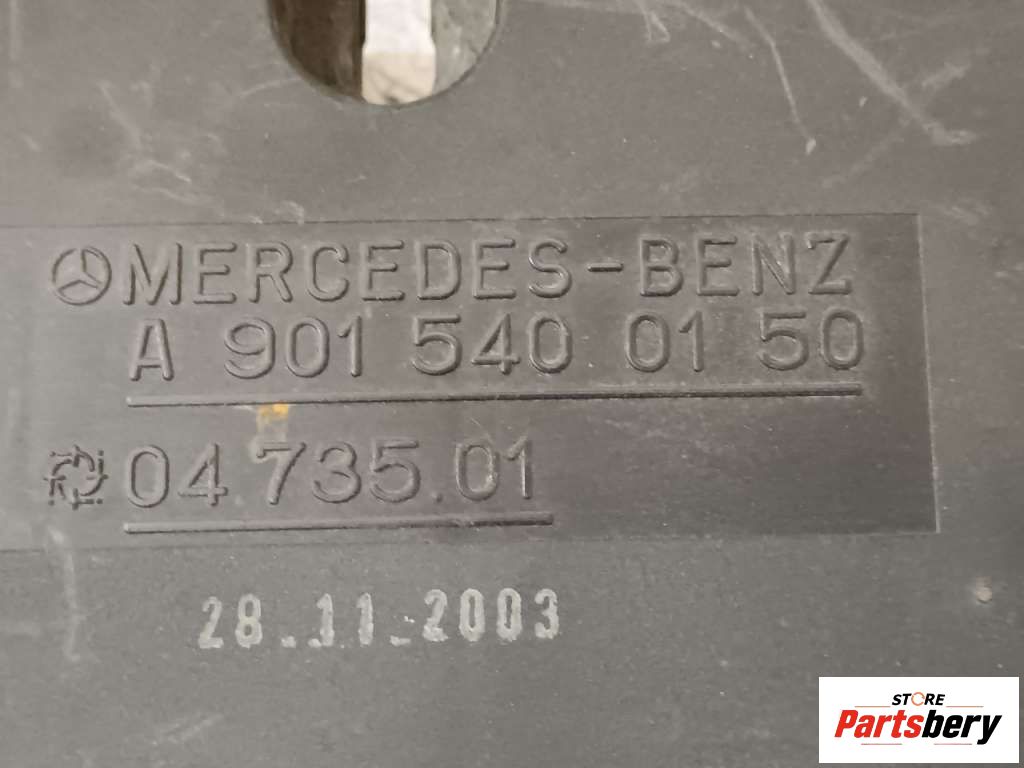 MERCEDES-BENZ
A 901 540 01 50
04 735.01
28.11.2003
STORE
Partsbery